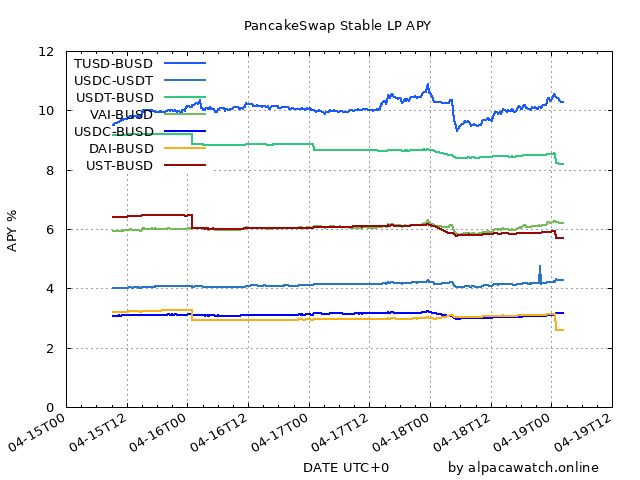 PancakeSwap Stable LP APY
APY %
12
10
8
6
4
2
0
TUSD-BUSD
USDC-USDT
USDT-BUSD
VAI-BUSD
USDC-BUSD
DAI-BUSD
UST-BUSD
04-15T00
04-15T12
04-16T00
04-16T12
04-17T00
04-17T12
04-18T00
04-18T12
04-19T00
04-19T12
DATE UTC+0
by alpacawatch.online